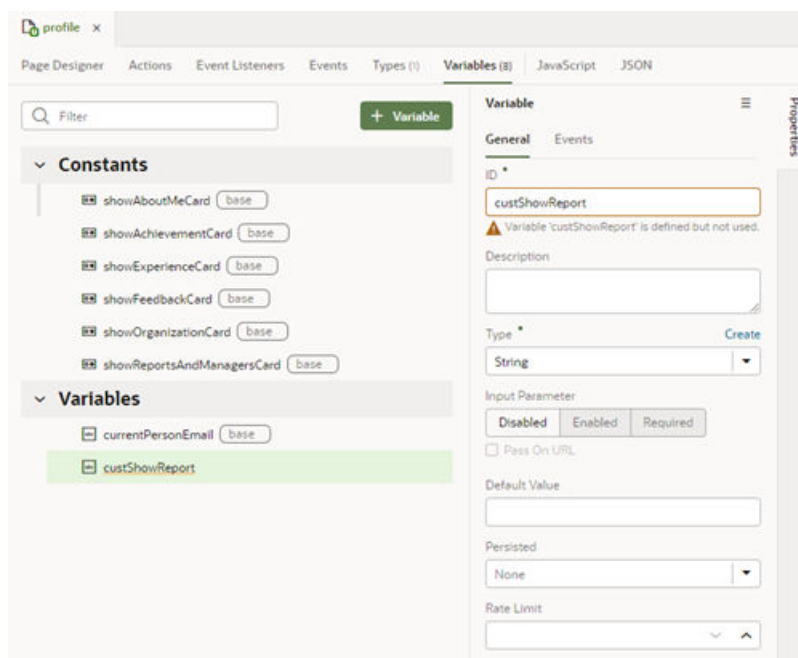 profile ×
Page Designer Actions Event Listeners Events Types (1) Variables (8) JavaScript JSON
Filter
+ Variable
Constants
showAboutMeCard base
showAchievementCard base
showExperienceCard base
showFeedbackCard base
showOrganizationCard base
showReportsAndManagersCard base
Variables
currentPersonEmail base
custShowReport
Variable
General Events
ID *
custShowReport
Variable 'custShowReport' is defined but not used.
Description
Type * Create
String
Input Parameter
Disabled Enabled Required
Pass On URL
Default Value
Persisted
None
Rate Limit
Properties